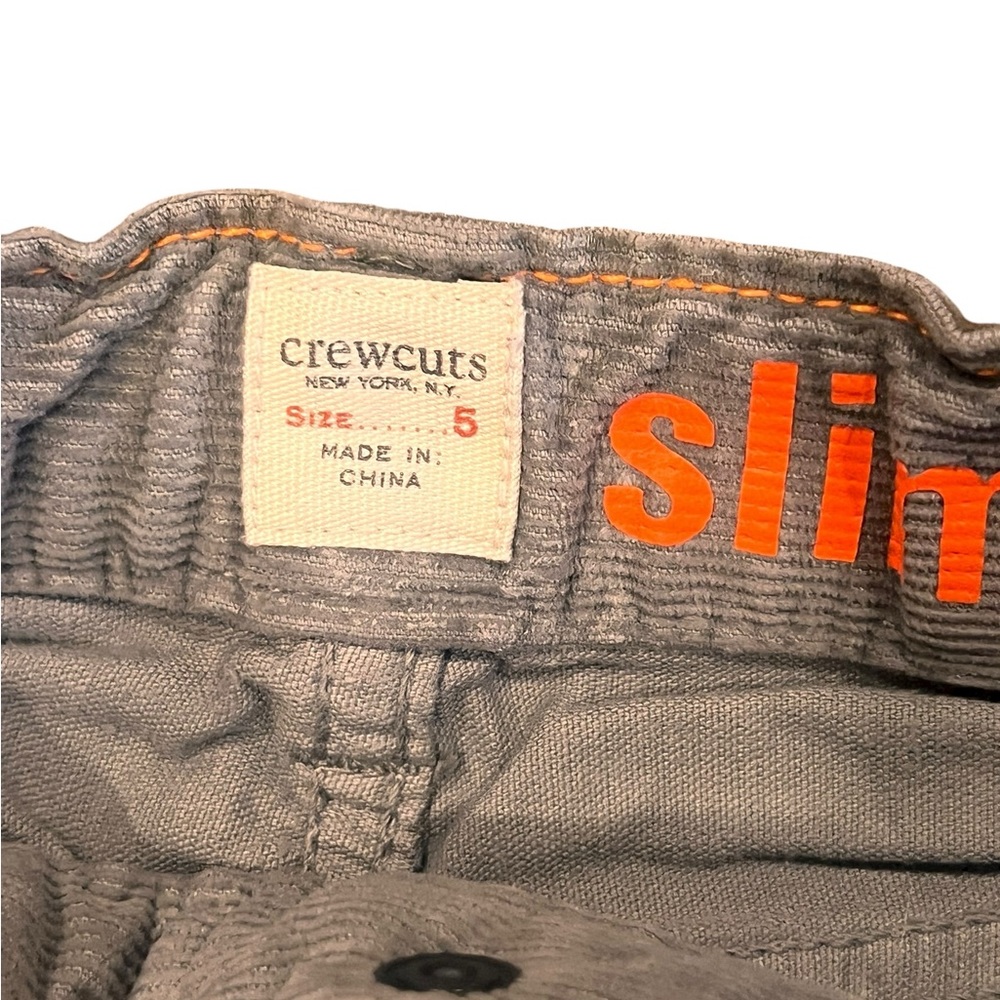 crewcuts
NEW YORK, N.Y.
SIZE.......5
MADE IN:
CHINA
slim